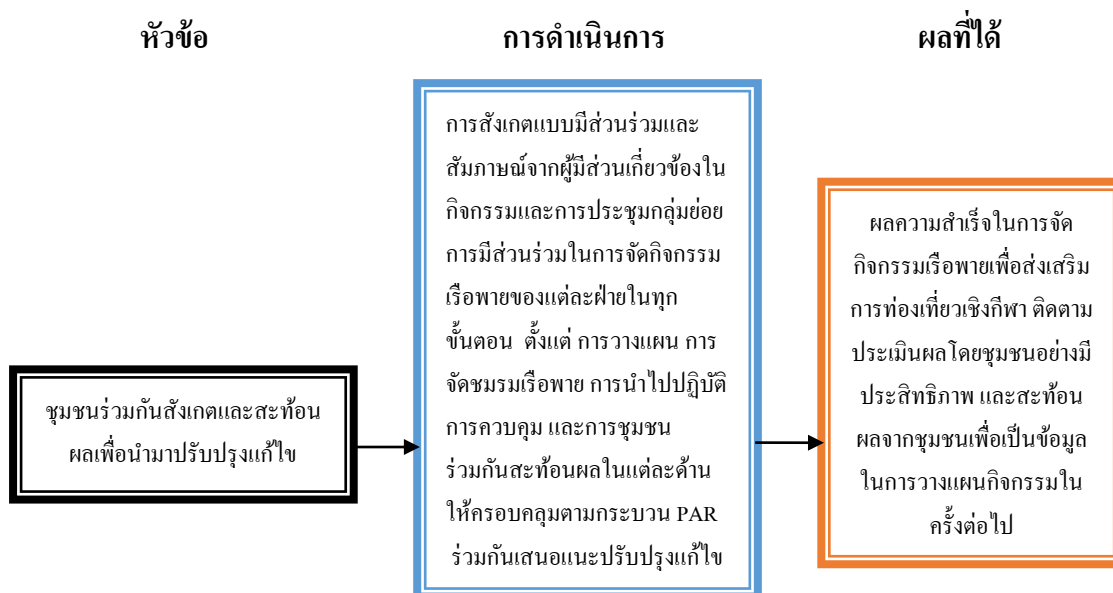 หัวข้อ
การดำเนินการ
ผลที่ได้
ชุมชนร่วมกันสังเกตและสะท้อน
ผลเพื่อนำมาปรับปรุงแก้ไข
การสังเกตแบบมีส่วนร่วมและ
สัมภาษณ์จากผู้มีส่วนเกี่ยวข้องใน
กิจกรรมและการประชุมกลุ่มย่อย
การมีส่วนร่วมในการจัดกิจกรรม
เรือพายของแต่ละฝ่ายในทุก
ขั้นตอน ตั้งแต่ การวางแผน การ
จัดชมรมเรือพาย การนำไปปฏิบัติ
การควบคุม และการชุมชน
ร่วมกันสะท้อนผลในแต่ละด้าน
ให้ครอบคลุมตามกระบวน PAR
ร่วมกันเสนอแนะปรับปรุงแก้ไข
ผลความสำเร็จในการจัด
กิจกรรมเรือพายเพื่อส่งเสริม
การท่องเที่ยวเชิงกีฬา ติดตาม
ประเมินผลโดยชุมชนอย่างมี
ประสิทธิภาพ และสะท้อน
ผลจากชุมชนเพื่อเป็นข้อมูล
ในการวางแผนกิจกรรมใน
ครั้งต่อไป